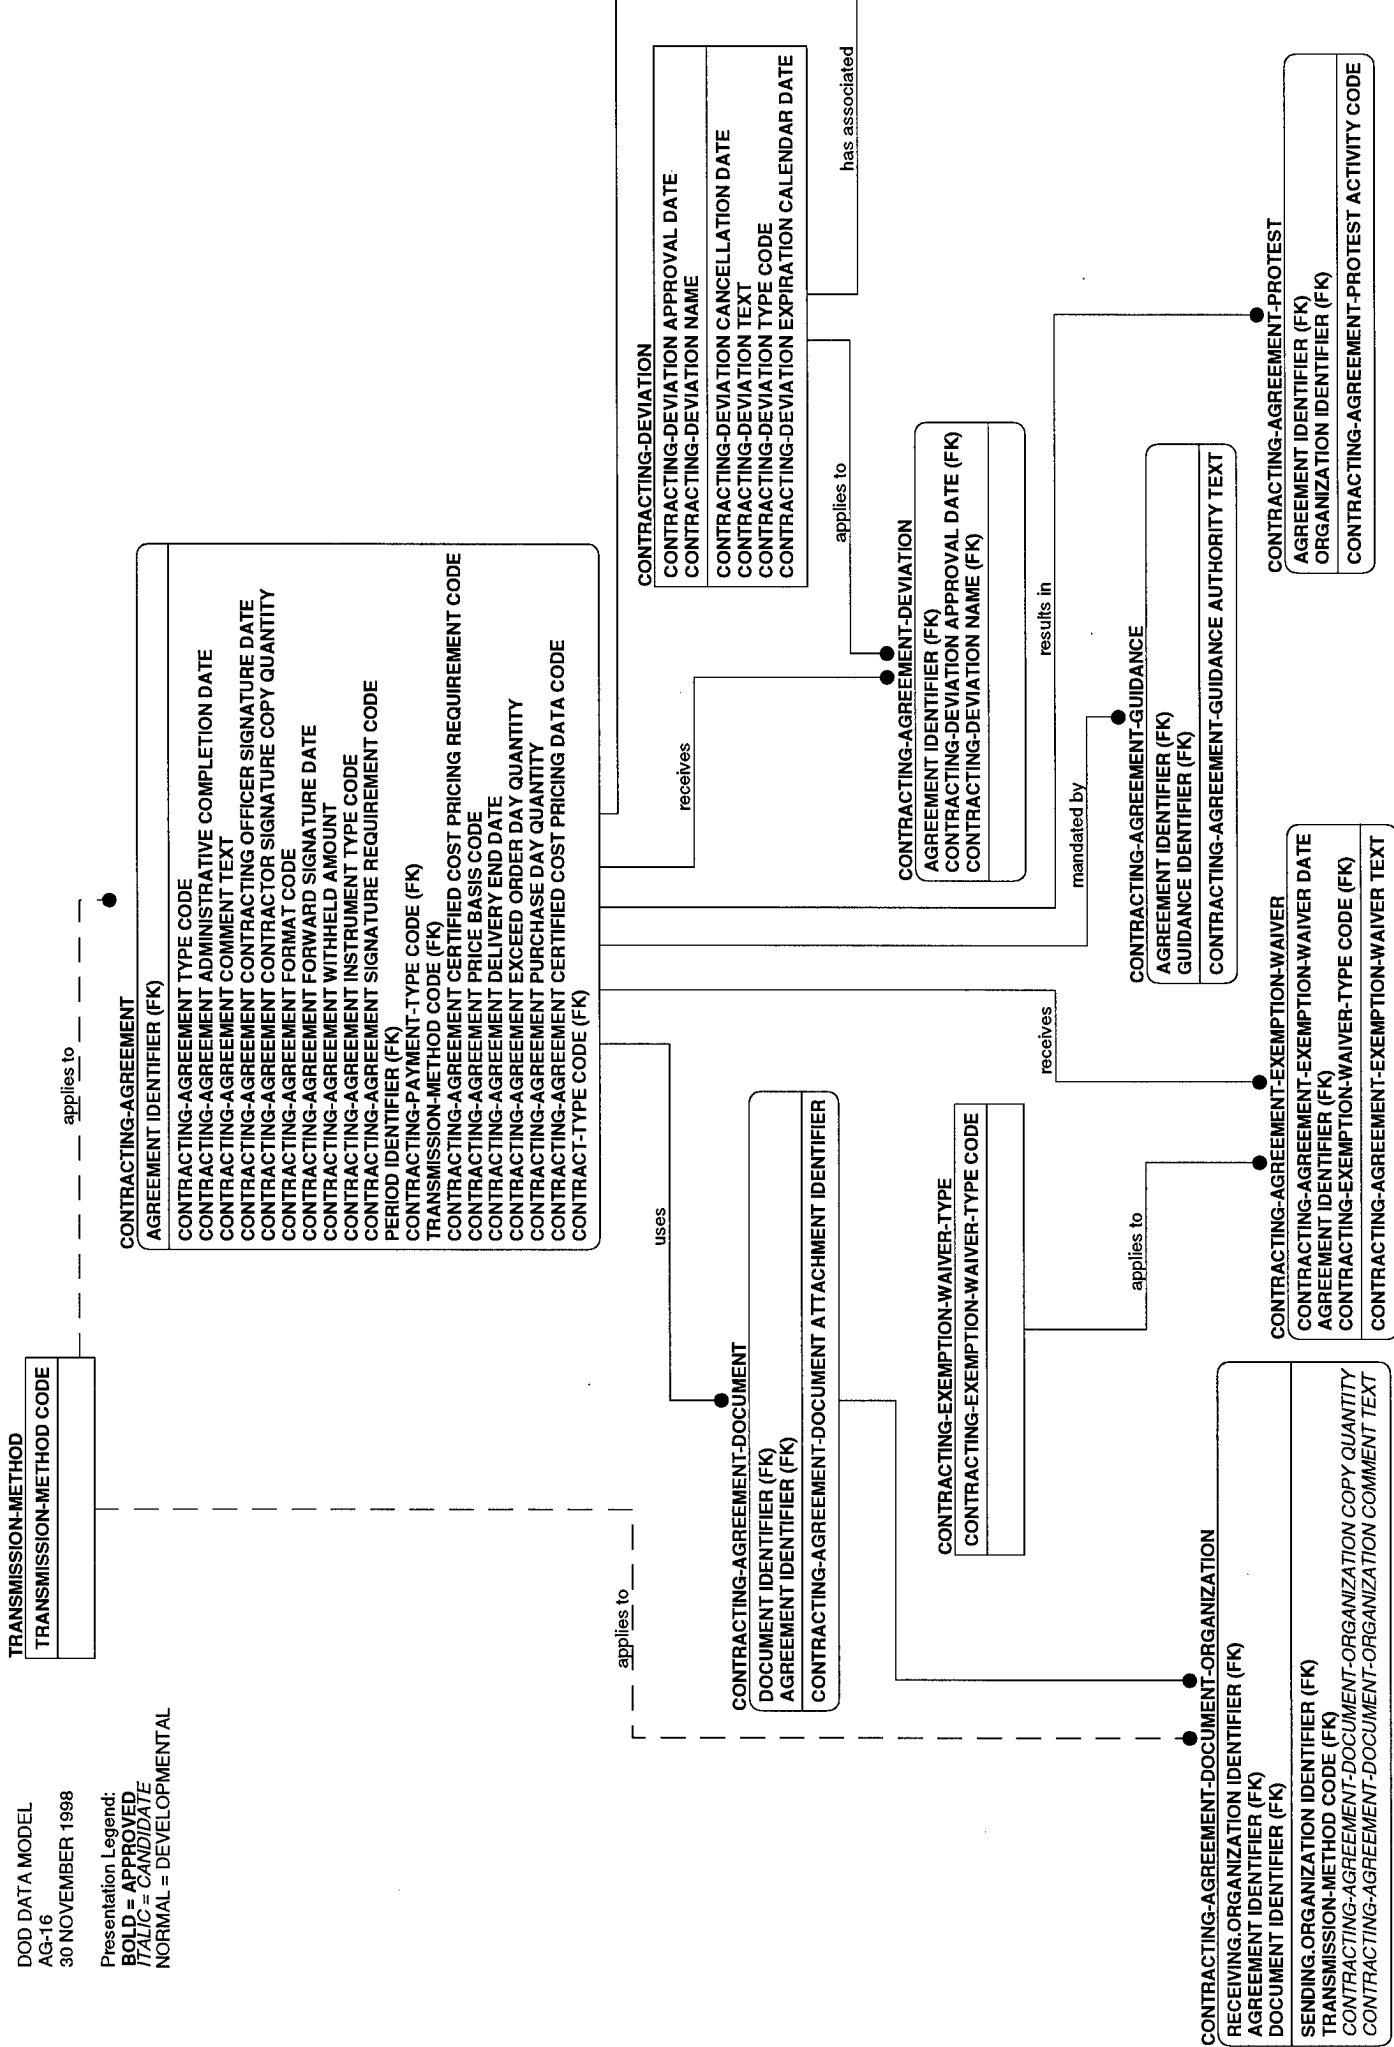 DOD DATA MODEL
AG-16
30 NOVEMBER 1998
Presentation Legend:
BOLD = APPROVED
ITALIC = CANDIDATE
NORMAL = DEVELOPMENTAL
TRANSMISSION-METHOD
TRANSMISSION-METHOD CODE
applies to
CONTRACTING-AGREEMENT
AGREEMENT IDENTIFIER (FK)
CONTRACTING-AGREEMENT TYPE CODE
CONTRACTING-AGREEMENT ADMINISTRATIVE COMPLETION DATE
CONTRACTING-AGREEMENT COMMENT TEXT
CONTRACTING-AGREEMENT CONTRACTING OFFICER SIGNATURE DATE
CONTRACTING-AGREEMENT CONTRACTOR SIGNATURE COPY QUANTITY
CONTRACTING-AGREEMENT FORMAT CODE
CONTRACTING-AGREEMENT FORWARD SIGNATURE DATE
CONTRACTING-AGREEMENT WITHHELD AMOUNT
CONTRACTING-AGREEMENT INSTRUMENT TYPE CODE
CONTRACTING-AGREEMENT SIGNATURE REQUIREMENT CODE
PERIOD IDENTIFIER (FK)
CONTRACTING-PAYMENT-TYPE CODE (FK)
TRANSMISSION-METHOD CODE (FK)
CONTRACTING-AGREEMENT CERTIFIED COST PRICING REQUIREMENT CODE
CONTRACTING-AGREEMENT PRICE BASIS CODE
CONTRACTING-AGREEMENT DELIVERY END DATE
CONTRACTING-AGREEMENT EXCEED ORDER DAY QUANTITY
CONTRACTING-AGREEMENT PURCHASE DAY QUANTITY
CONTRACTING-AGREEMENT CERTIFIED COST PRICING DATA CODE
CONTRACT-TYPE CODE (FK)
applies to
uses
receives
CONTRACTING-DEVIATION
CONTRACTING-DEVIATION APPROVAL DATE
CONTRACTING-DEVIATION NAME
CONTRACTING-DEVIATION CANCELLATION DATE
CONTRACTING-DEVIATION TEXT
CONTRACTING-DEVIATION TYPE CODE
CONTRACTING-DEVIATION EXPIRATION CALENDAR DATE
applies to
has associated
CONTRACTING-AGREEMENT-DOCUMENT
DOCUMENT IDENTIFIER (FK)
AGREEMENT IDENTIFIER (FK)
CONTRACTING-AGREEMENT-DOCUMENT ATTACHMENT IDENTIFIER
CONTRACTING-AGREEMENT-DEVIATION
AGREEMENT IDENTIFIER (FK)
CONTRACTING-DEVIATION APPROVAL DATE (FK)
CONTRACTING-DEVIATION NAME (FK)
CONTRACTING-EXEMPTION-WAIVER-TYPE
CONTRACTING-EXEMPTION-WAIVER-TYPE CODE
receives
mandated by
results in
applies to
CONTRACTING-AGREEMENT-GUIDANCE
AGREEMENT IDENTIFIER (FK)
GUIDANCE IDENTIFIER (FK)
CONTRACTING-AGREEMENT-GUIDANCE AUTHORITY TEXT
CONTRACTING-AGREEMENT-DOCUMENT-ORGANIZATION
RECEIVING.ORGANIZATION IDENTIFIER (FK)
AGREEMENT IDENTIFIER (FK)
DOCUMENT IDENTIFIER (FK)
SENDING.ORGANIZATION IDENTIFIER (FK)
TRANSMISSION-METHOD CODE (FK)
CONTRACTING-AGREEMENT-DOCUMENT-ORGANIZATION COPY QUANTITY
CONTRACTING-AGREEMENT-DOCUMENT-ORGANIZATION COMMENT TEXT
CONTRACTING-AGREEMENT-EXEMPTION-WAIVER
CONTRACTING-AGREEMENT-EXEMPTION-WAIVER DATE
AGREEMENT IDENTIFIER (FK)
CONTRACTING-EXEMPTION-WAIVER-TYPE CODE (FK)
CONTRACTING-AGREEMENT-EXEMPTION-WAIVER TEXT
CONTRACTING-AGREEMENT-PROTEST
AGREEMENT IDENTIFIER (FK)
ORGANIZATION IDENTIFIER (FK)
CONTRACTING-AGREEMENT-PROTEST ACTIVITY CODE